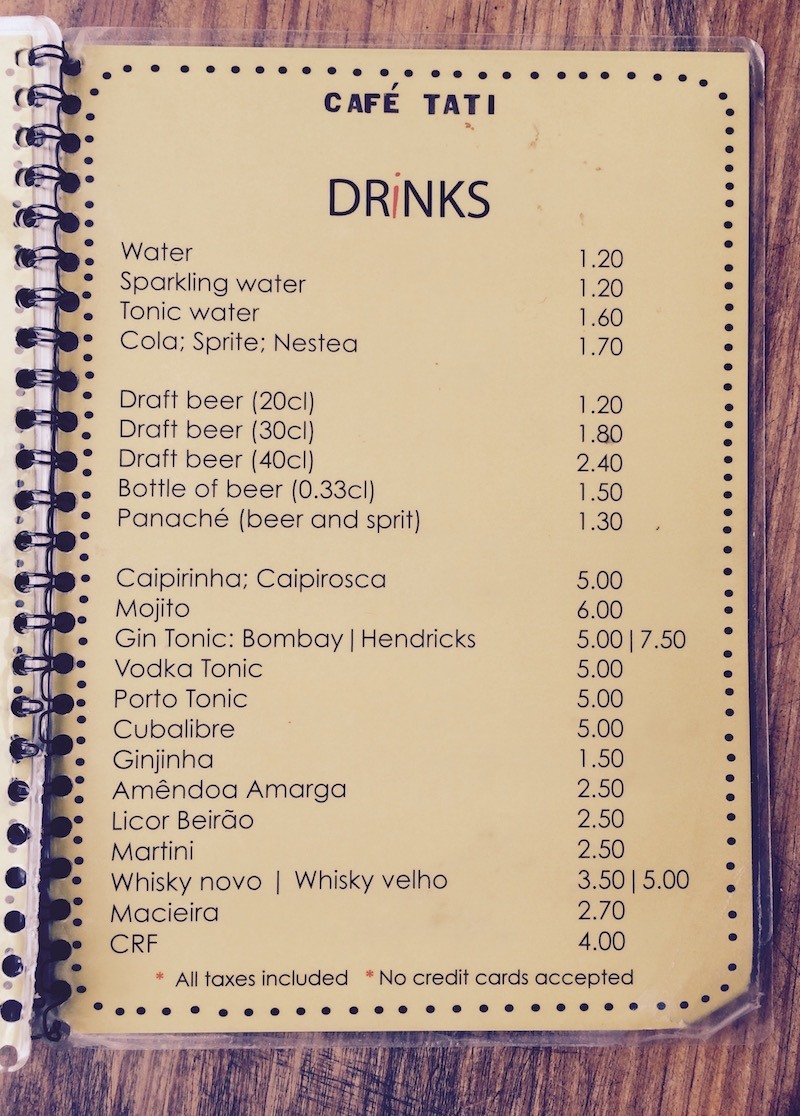 CAFÉ TATI
DRiNKS
Water 1.20
Sparkling water 1.20
Tonic water 1.60
Cola; Sprite; Nestea 1.70
Draft beer (20cl) 1.20
Draft beer (30cl) 1.80
Draft beer (40cl) 2.40
Bottle of beer (0.33cl) 1.50
Panaché (beer and sprit) 1.30
Caipirinha; Caipirosca 5.00
Mojito 6.00
Gin Tonic: Bombay|Hendricks 5.00|7.50
Vodka Tonic 5.00
Porto Tonic 5.00
Cubalibre 5.00
Ginjinha 1.50
Amêndoa Amarga 2.50
Licor Beirão 2.50
Martini 2.50
Whisky novo | Whisky velho 3.50|5.00
Macieira 2.70
CRF 4.00
* All taxes included * No credit cards accepted